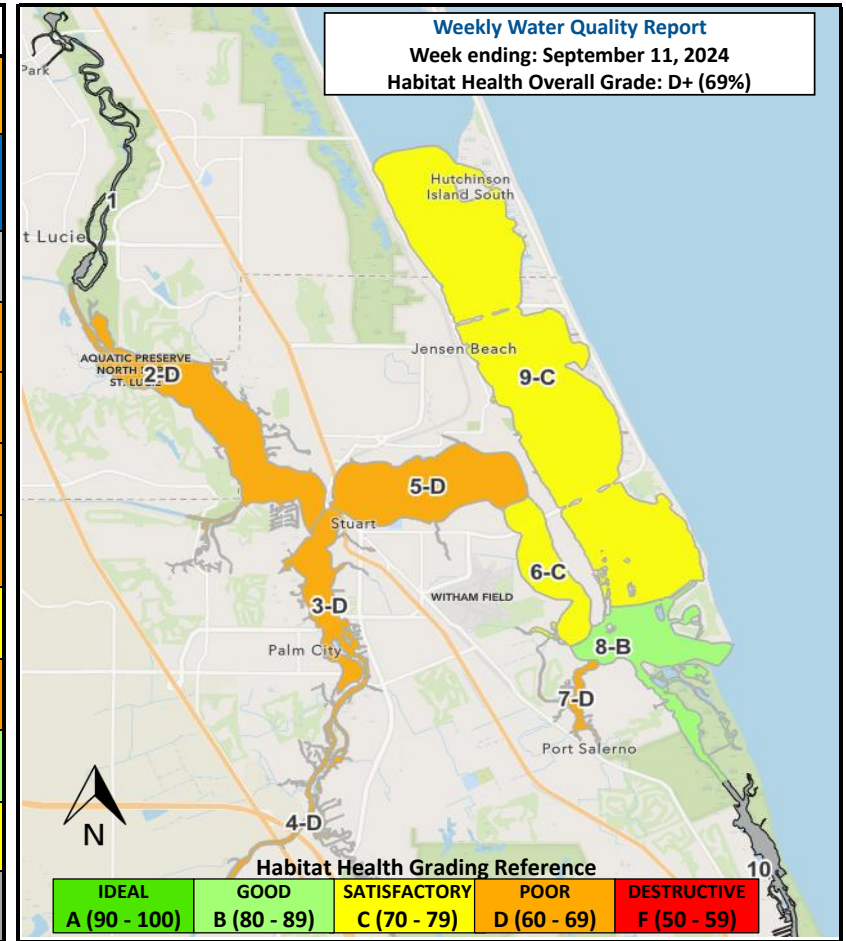 Weekly Water Quality Report
Week ending: September 11, 2024
Habitat Health Overall Grade: D+ (69%)
Park
1
t Lucie
Hutchinson
Island South
AQUATIC PRESERVE
NORTH
ST. LUCIE
2-D
Jensen Beach
9-C
5-D
Stuart
6-C
WITHAM FIELD
3-D
Palm City
8-B
7-D
Port Salerno
N
4-D
10
Habitat Health Grading Reference
IDEAL GOOD SATISFACTORY POOR DESTRUCTIVE
A (90 - 100) B (80 - 89) C (70 - 79) D (60 - 69) F (50 - 59)